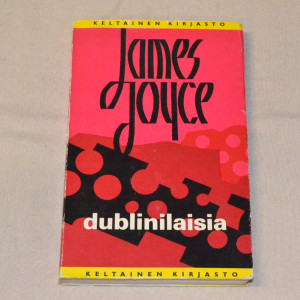 KELTAINEN KIRJASTO
James
Joyce
dublinilaisia
KELTAINEN KIRJASTO